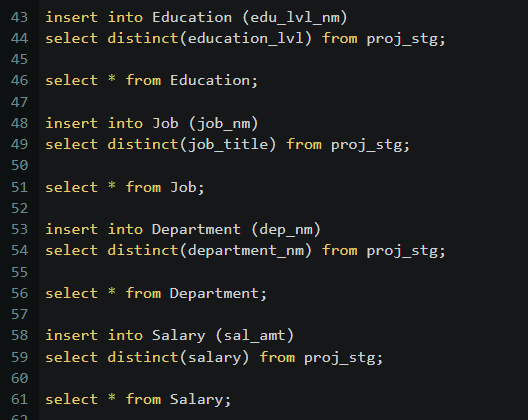 43 insert into Education (edu_lvl_nm)
44 select distinct(education_lvl) from proj_stg;
45
46 select * from Education;
47
48 insert into Job (job_nm)
49 select distinct(job_title) from proj_stg;
50
51 select * from Job;
52
53 insert into Department (dep_nm)
54 select distinct(department_nm) from proj_stg;
55
56 select * from Department;
57
58 insert into Salary (sal_amt)
59 select distinct(salary) from proj_stg;
60
61 select * from Salary;
62